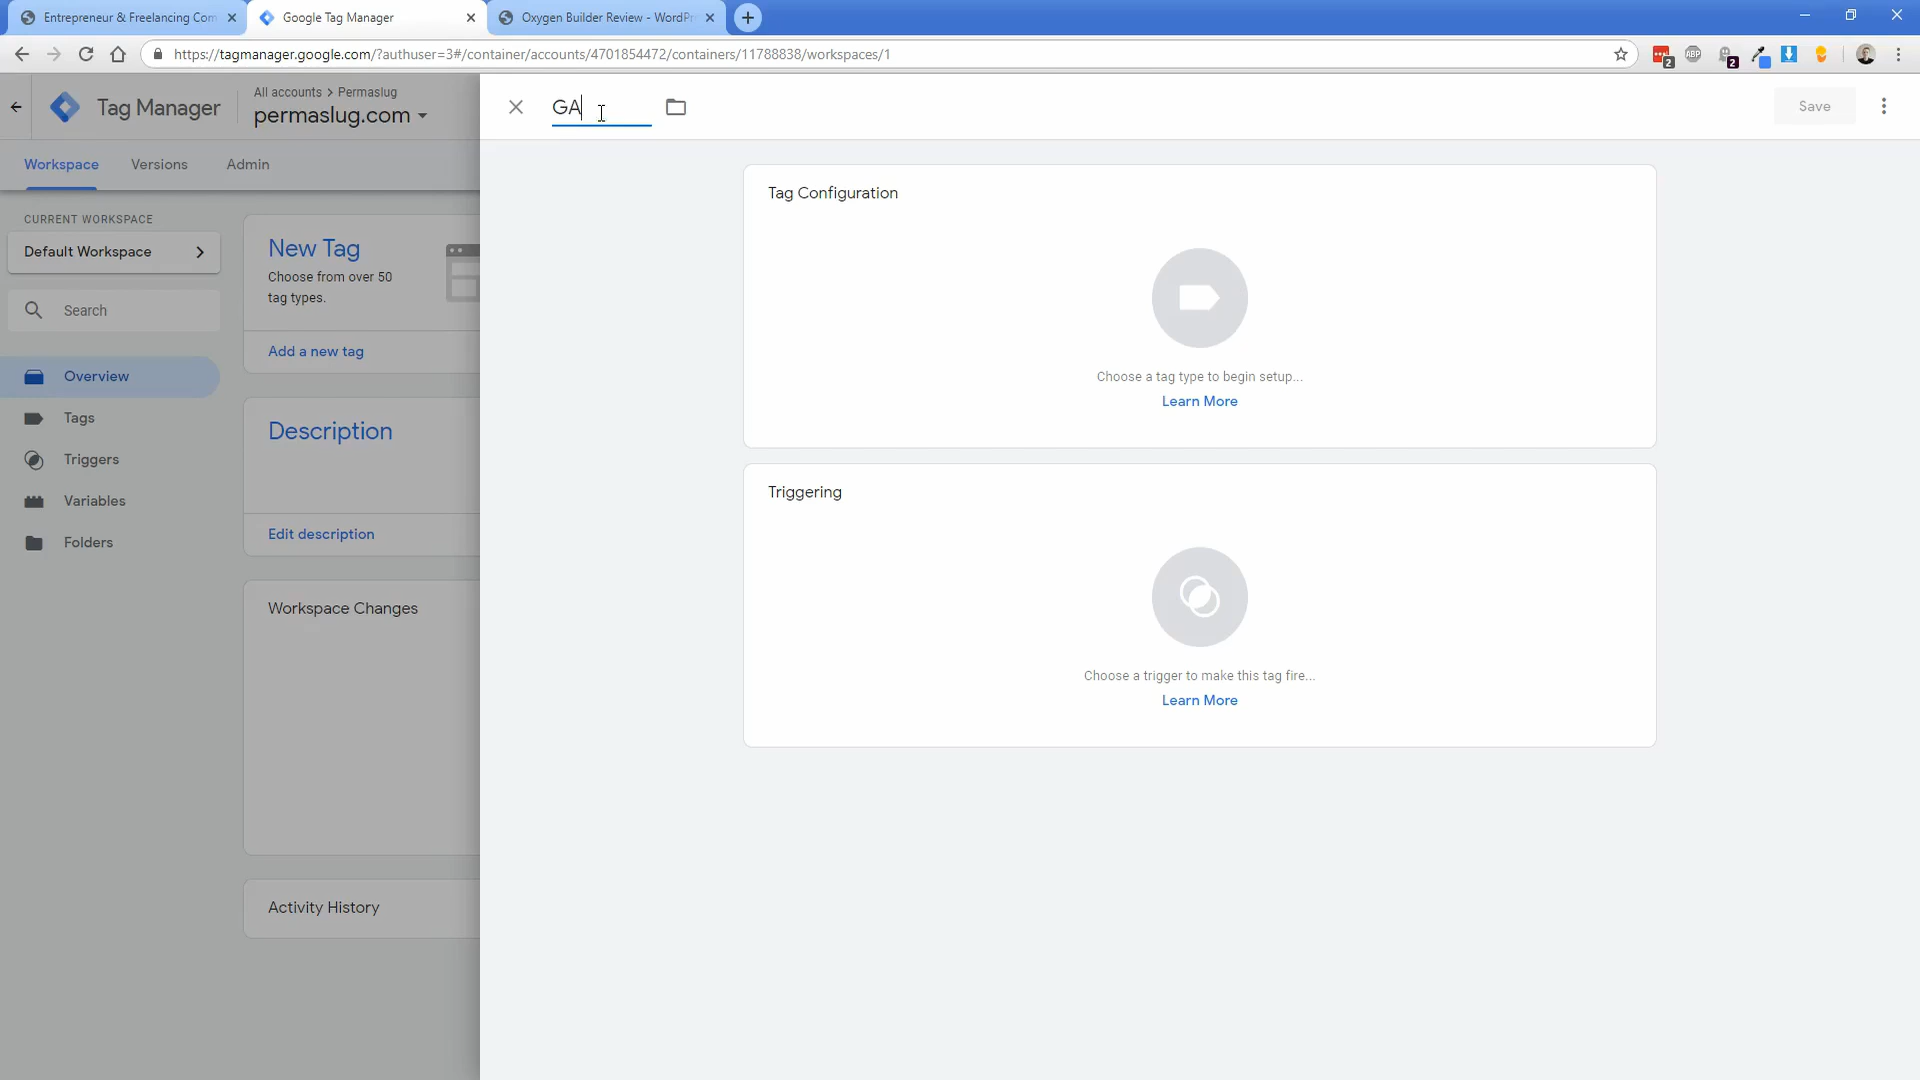 Entrepreneur & Freelancing Com
Google Tag Manager
Oxygen Builder Review - WordPr
https://tagmanager.google.com/?authuser=3#/container/accounts/4701854472/containers/11788838/workspaces/1
2
ABP
2
Tag Manager
All accounts > Permaslug
permaslug.com
GA
Save
Workspace
Versions
Admin
CURRENT WORKSPACE
Default Workspace
Search
Overview
Tags
Triggers
Variables
Folders
New Tag
Choose from over 50
tag types.
Add a new tag
Description
Edit description
Workspace Changes
Activity History
Tag Configuration
Choose a tag type to begin setup...
Learn More
Triggering
Choose a trigger to make this tag fire...
Learn More